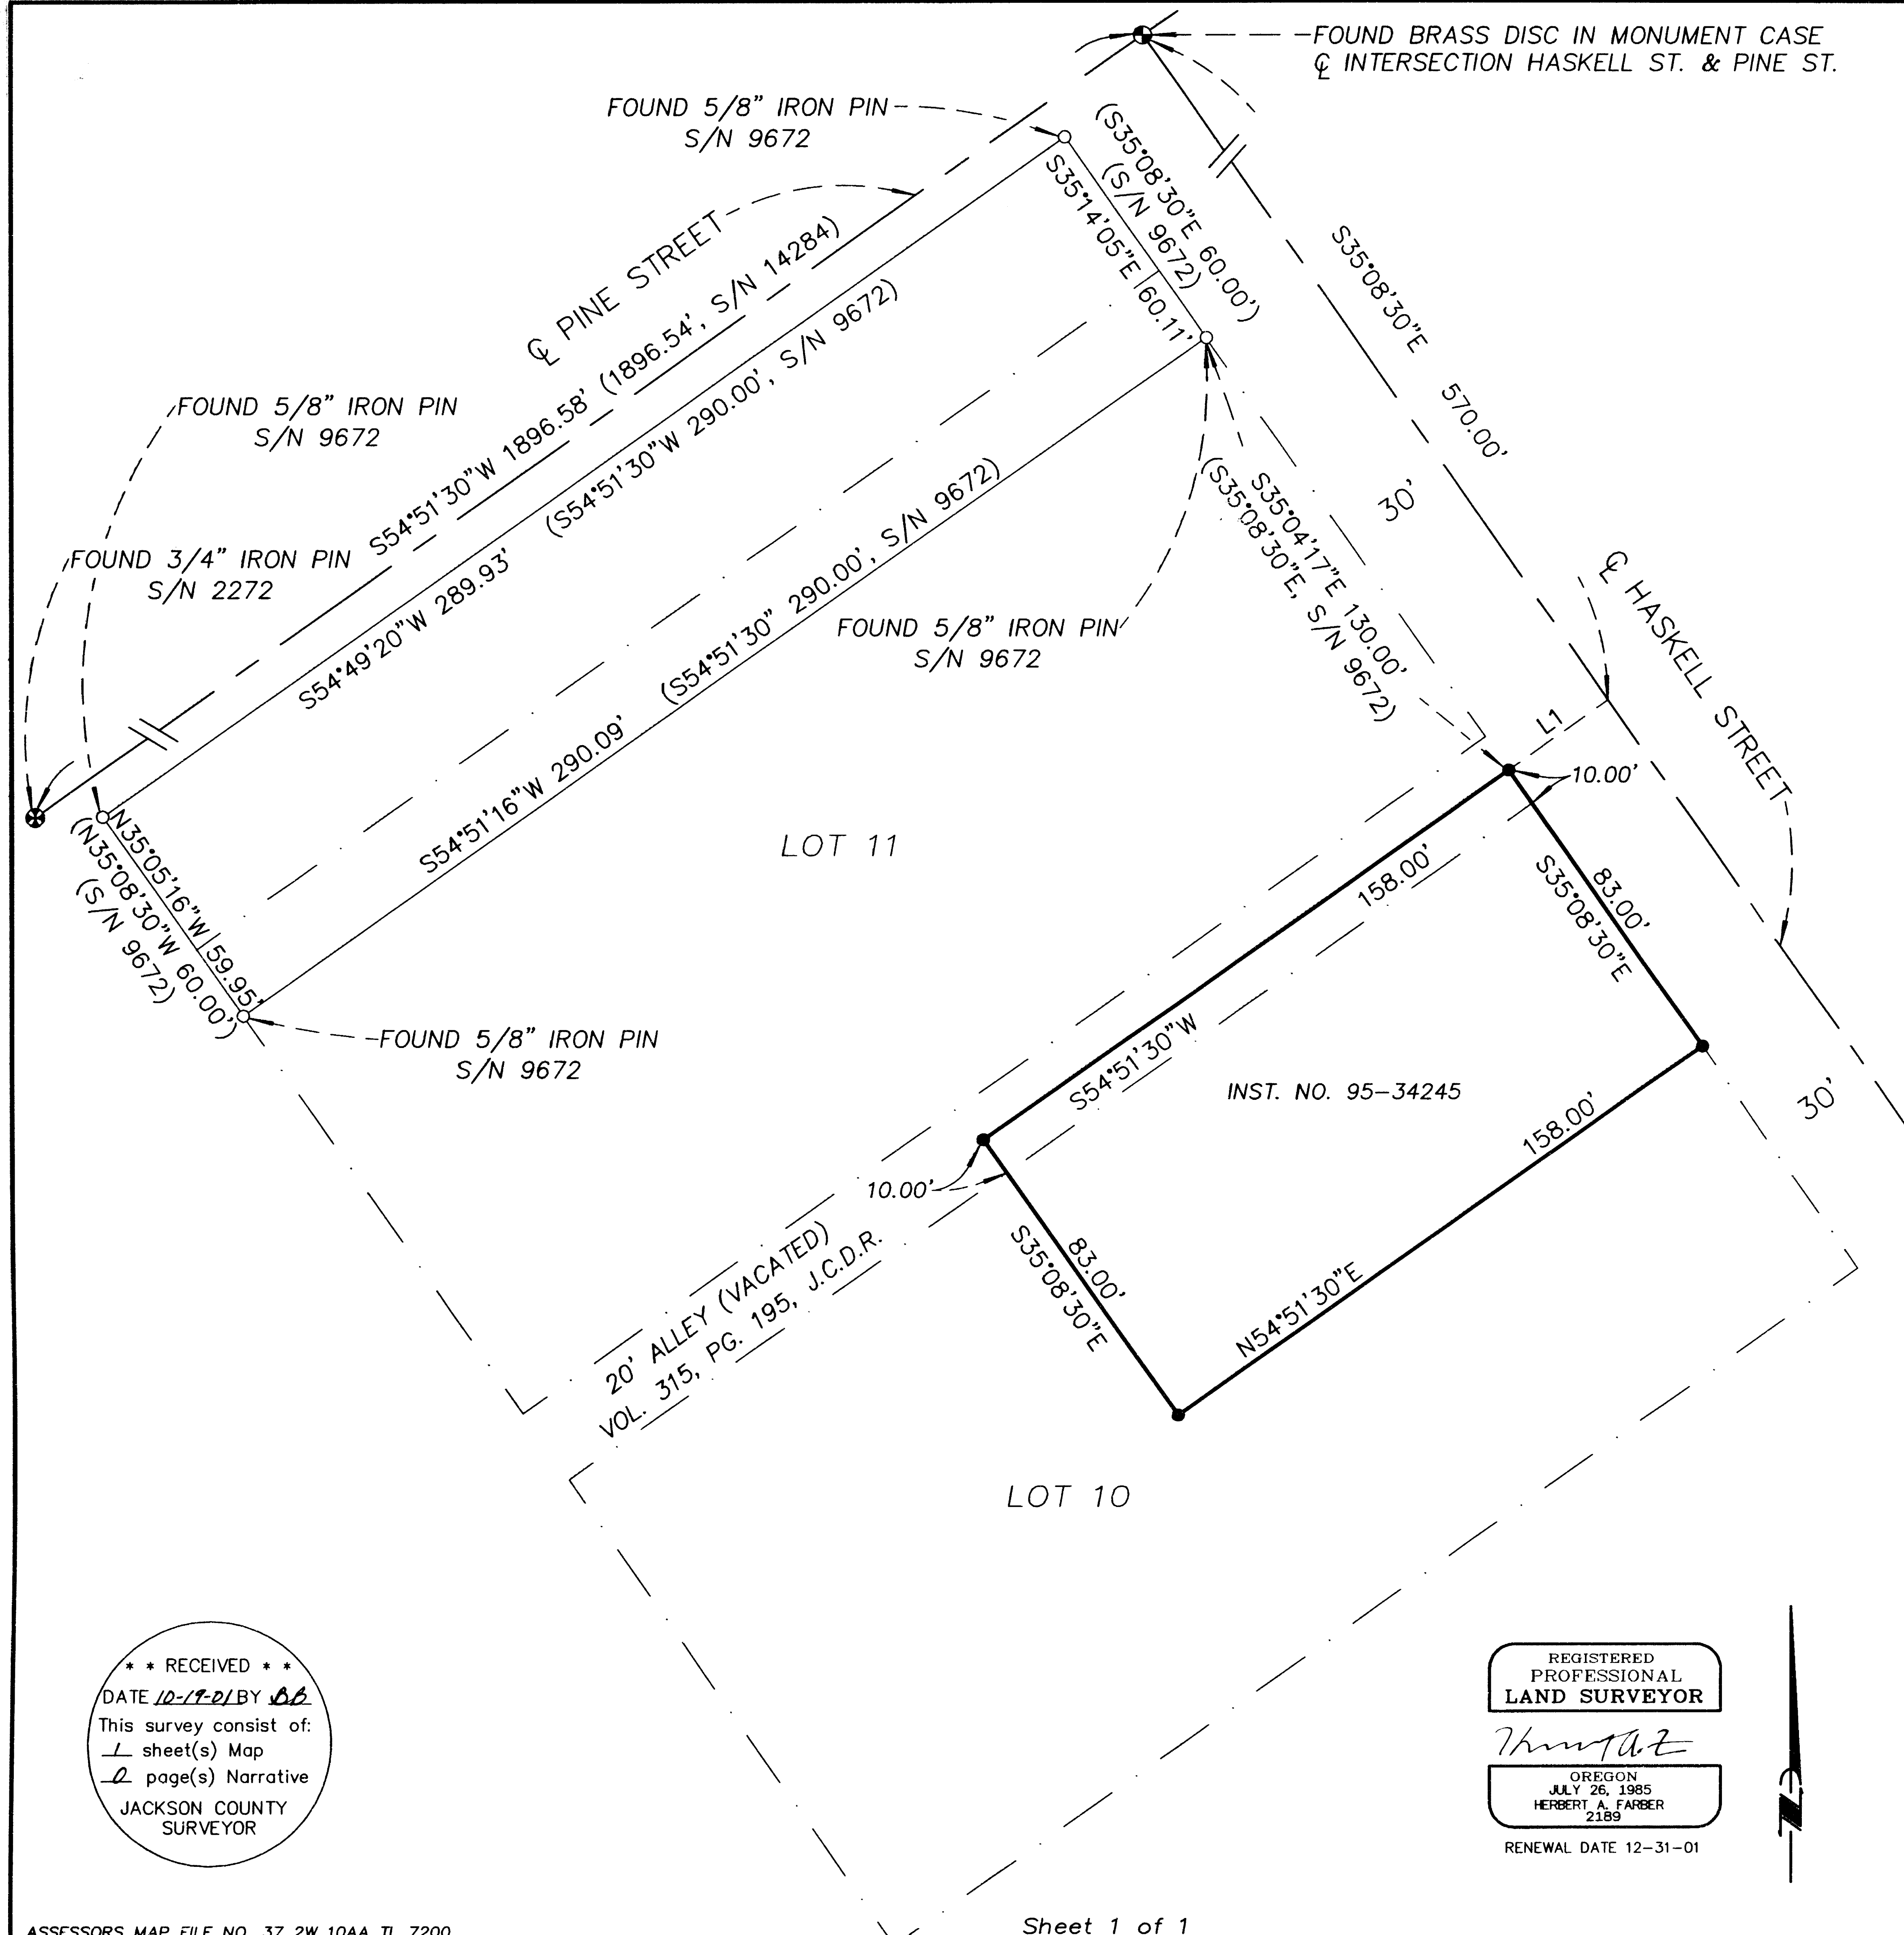 FOUND BRASS DISC IN MONUMENT CASE
℄ INTERSECTION HASKELL ST. & PINE ST.
FOUND 5/8" IRON PIN
S/N 9672
(S35°08'30"E 60.00')
(S/N 9672)
S35°14'05"E 60.11'
℄ PINE STREET
S54°51'30"W 1896.58' (1896.54', S/N 14284)
S54°49'20"W 289.93' (S54°51'30"W 290.00', S/N 9672)
S54°51'16"W 290.09' (S54°51'30" 290.00', S/N 9672)
S35°08'30"E 570.00'
30'
FOUND 5/8" IRON PIN
S/N 9672
FOUND 3/4" IRON PIN
S/N 2272
FOUND 5/8" IRON PIN
S/N 9672
S35°04'17"E 130.00'
(S35°08'30"E, S/N 9672)
℄ HASKELL STREET
L1
10.00'
N35°05'16"W 59.95'
(N35°08'30"W 60.00')
(S/N 9672)
LOT 11
158.00'
S54°51'30"W
83.00'
S35°08'30"E
FOUND 5/8" IRON PIN
S/N 9672
INST. NO. 95-34245
30'
158.00'
N54°51'30"E
10.00'
83.00'
S35°08'30"E
20' ALLEY (VACATED)
VOL. 315, PG. 195, J.C.D.R.
LOT 10
* * RECEIVED * *
DATE 10-19-01 BY BB
This survey consist of:
1 sheet(s) Map
0 page(s) Narrative
JACKSON COUNTY
SURVEYOR
REGISTERED
PROFESSIONAL
LAND SURVEYOR
OREGON
JULY 26, 1985
HERBERT A. FARBER
2189
RENEWAL DATE 12-31-01
N
Sheet 1 of 1
ASSESSORS MAP FILE NO. 37 2W 10AA TL 7200